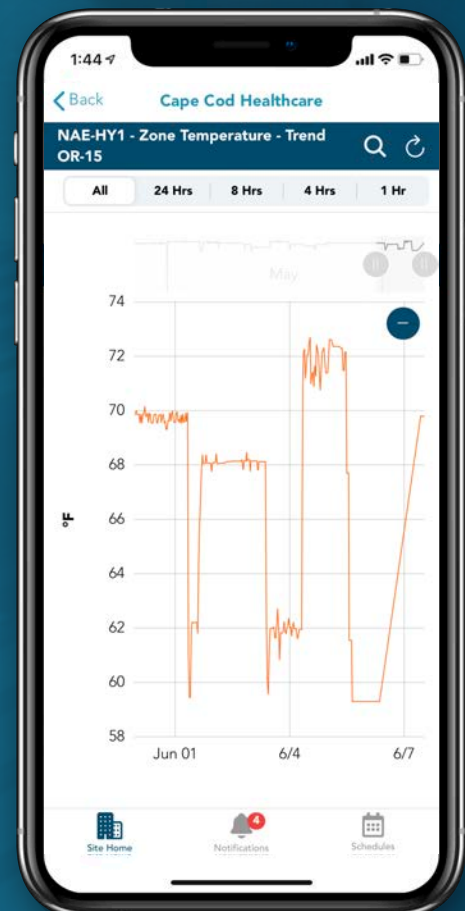 1:44
Back Cape Cod Healthcare
NAE-HY1 - Zone Temperature - Trend
OR-15
All 24 Hrs 8 Hrs 4 Hrs 1 Hr
May
74
72
70
68
°F
66
64
62
60
58
Jun 01 6/4 6/7
4
Site Home Notifications Schedules